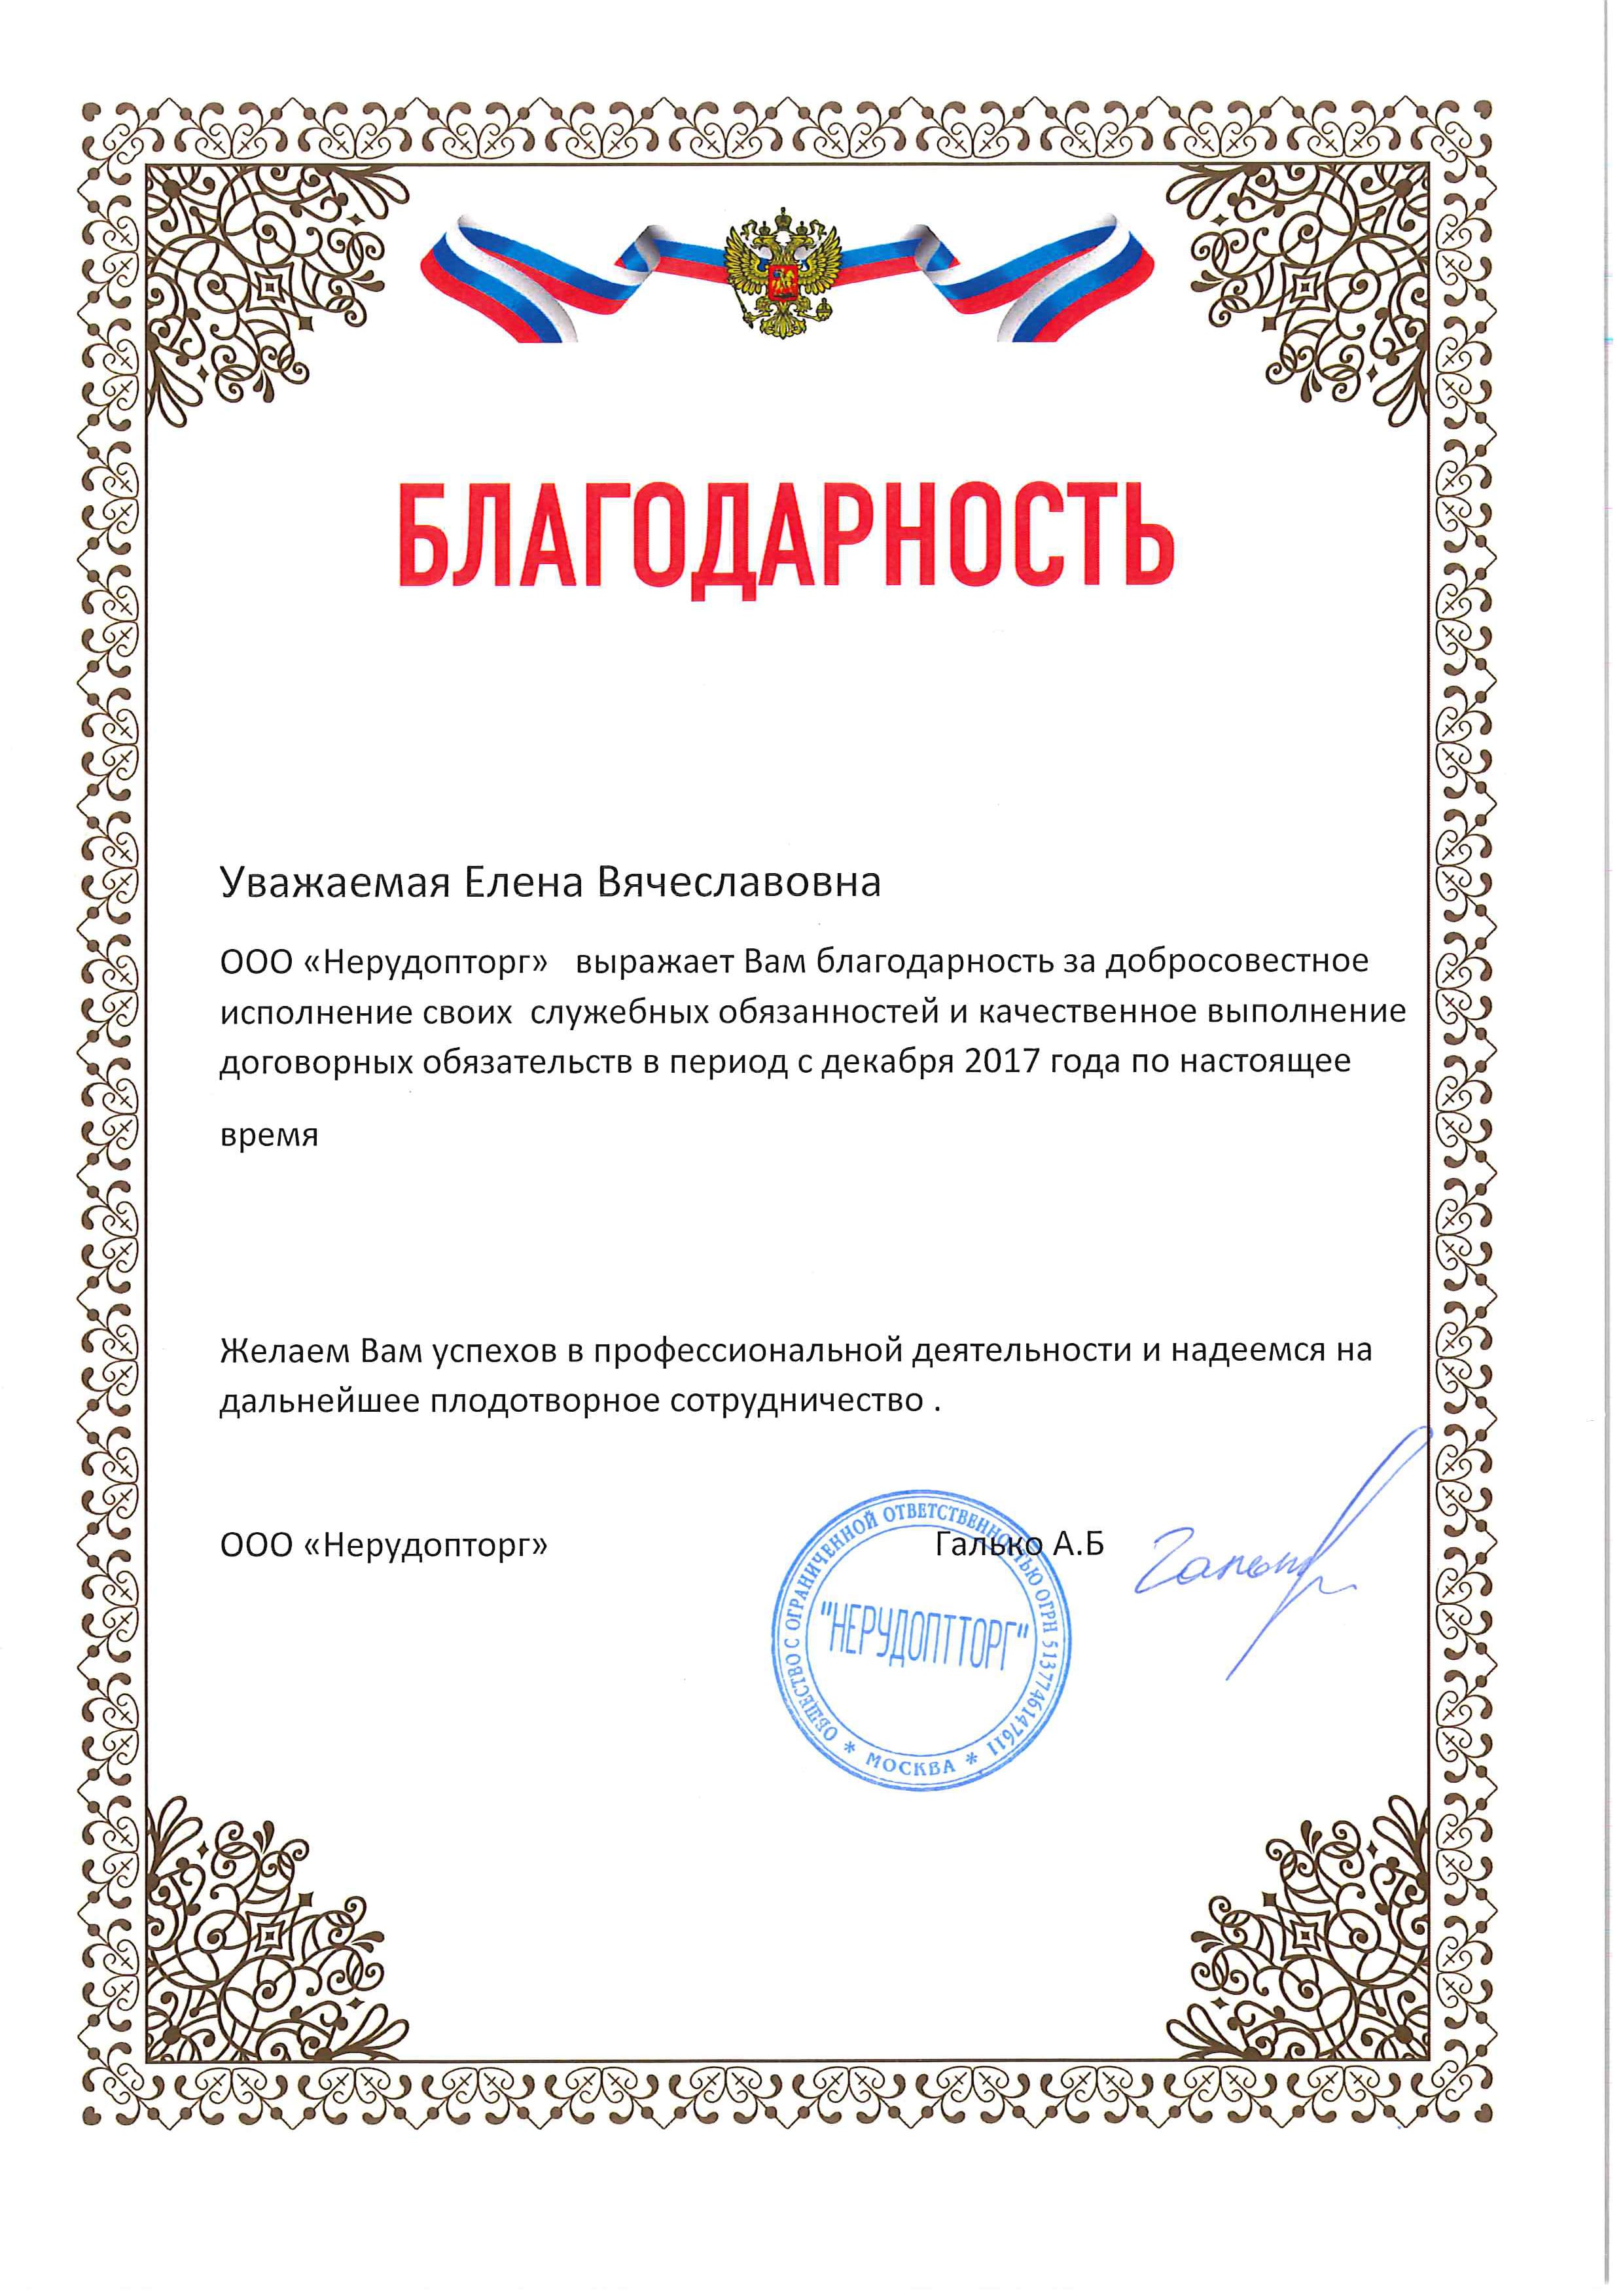 БЛАГОДАРНОСТЬ
Уважаемая Елена Вячеславовна
ООО «Нерудопторг» выражает Вам благодарность за добросовестное
исполнение своих служебных обязанностей и качественное выполнение
договорных обязательств в период с декабря 2017 года по настоящее
время
Желаем Вам успехов в профессиональной деятельности и надеемся на
дальнейшее плодотворное сотрудничество .
ООО «Нерудопторг» Галько А.Б
ОБЩЕСТВО С ОГРАНИЧЕННОЙ ОТВЕТСТВЕННОСТЬЮ ОГРН 5137746147611
"НЕРУДОПТТОРГ"
* МОСКВА *